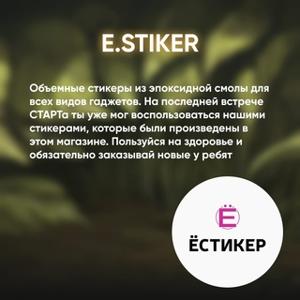 E.STIKER
Объемные стикеры из эпоксидной смолы для
всех видов гаджетов. На последней встрече
СТАРТа ты уже мог воспользоваться нашими
стикерами, которые были произведены в
этом магазине. Пользуйся на здоровье и
обязательно заказывай новые у ребят
Ё
ЁСТИКЕР